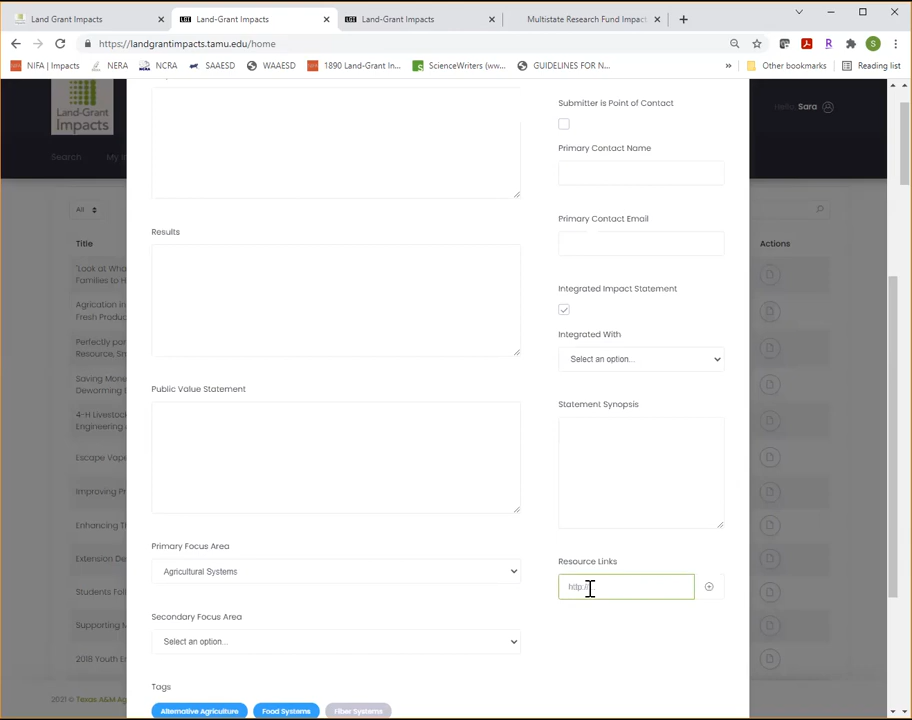 Land Grant Impacts
Land-Grant Impacts
Land-Grant Impacts
Multistate Research Fund Impac
https://landgrantimpacts.tamu.edu/home
S
NIFA | Impacts
NERA
NCRA
SAAESD
WAAESD
1890 Land-Grant In...
ScienceWriters (ww...
GUIDELINES FOR N...
»
Other bookmarks
Reading list
Land-Grant
Impacts
Hello, Sara
Search
My I
All
Title
Actions
"Look at Wha
Families to H
Agrication in
Fresh Produc
Perfectly por
Resource, Sm
Saving Mone
Deworming I
4-H Livestock
Engineering &
Escape Vape
Improving Pr
Enhancing Th
Extension De
Students Foll
Supporting M
2018 Youth En
2021 © Texas A&M Ag
Results
Public Value Statement
Primary Focus Area
Agricultural Systems
Secondary Focus Area
Select an option...
Tags
Alternative Agriculture
Food Systems
Fiber Systems
Submitter is Point of Contact
Primary Contact Name
Primary Contact Email
Integrated Impact Statement
Integrated With
Select an option...
Statement Synopsis
Resource Links